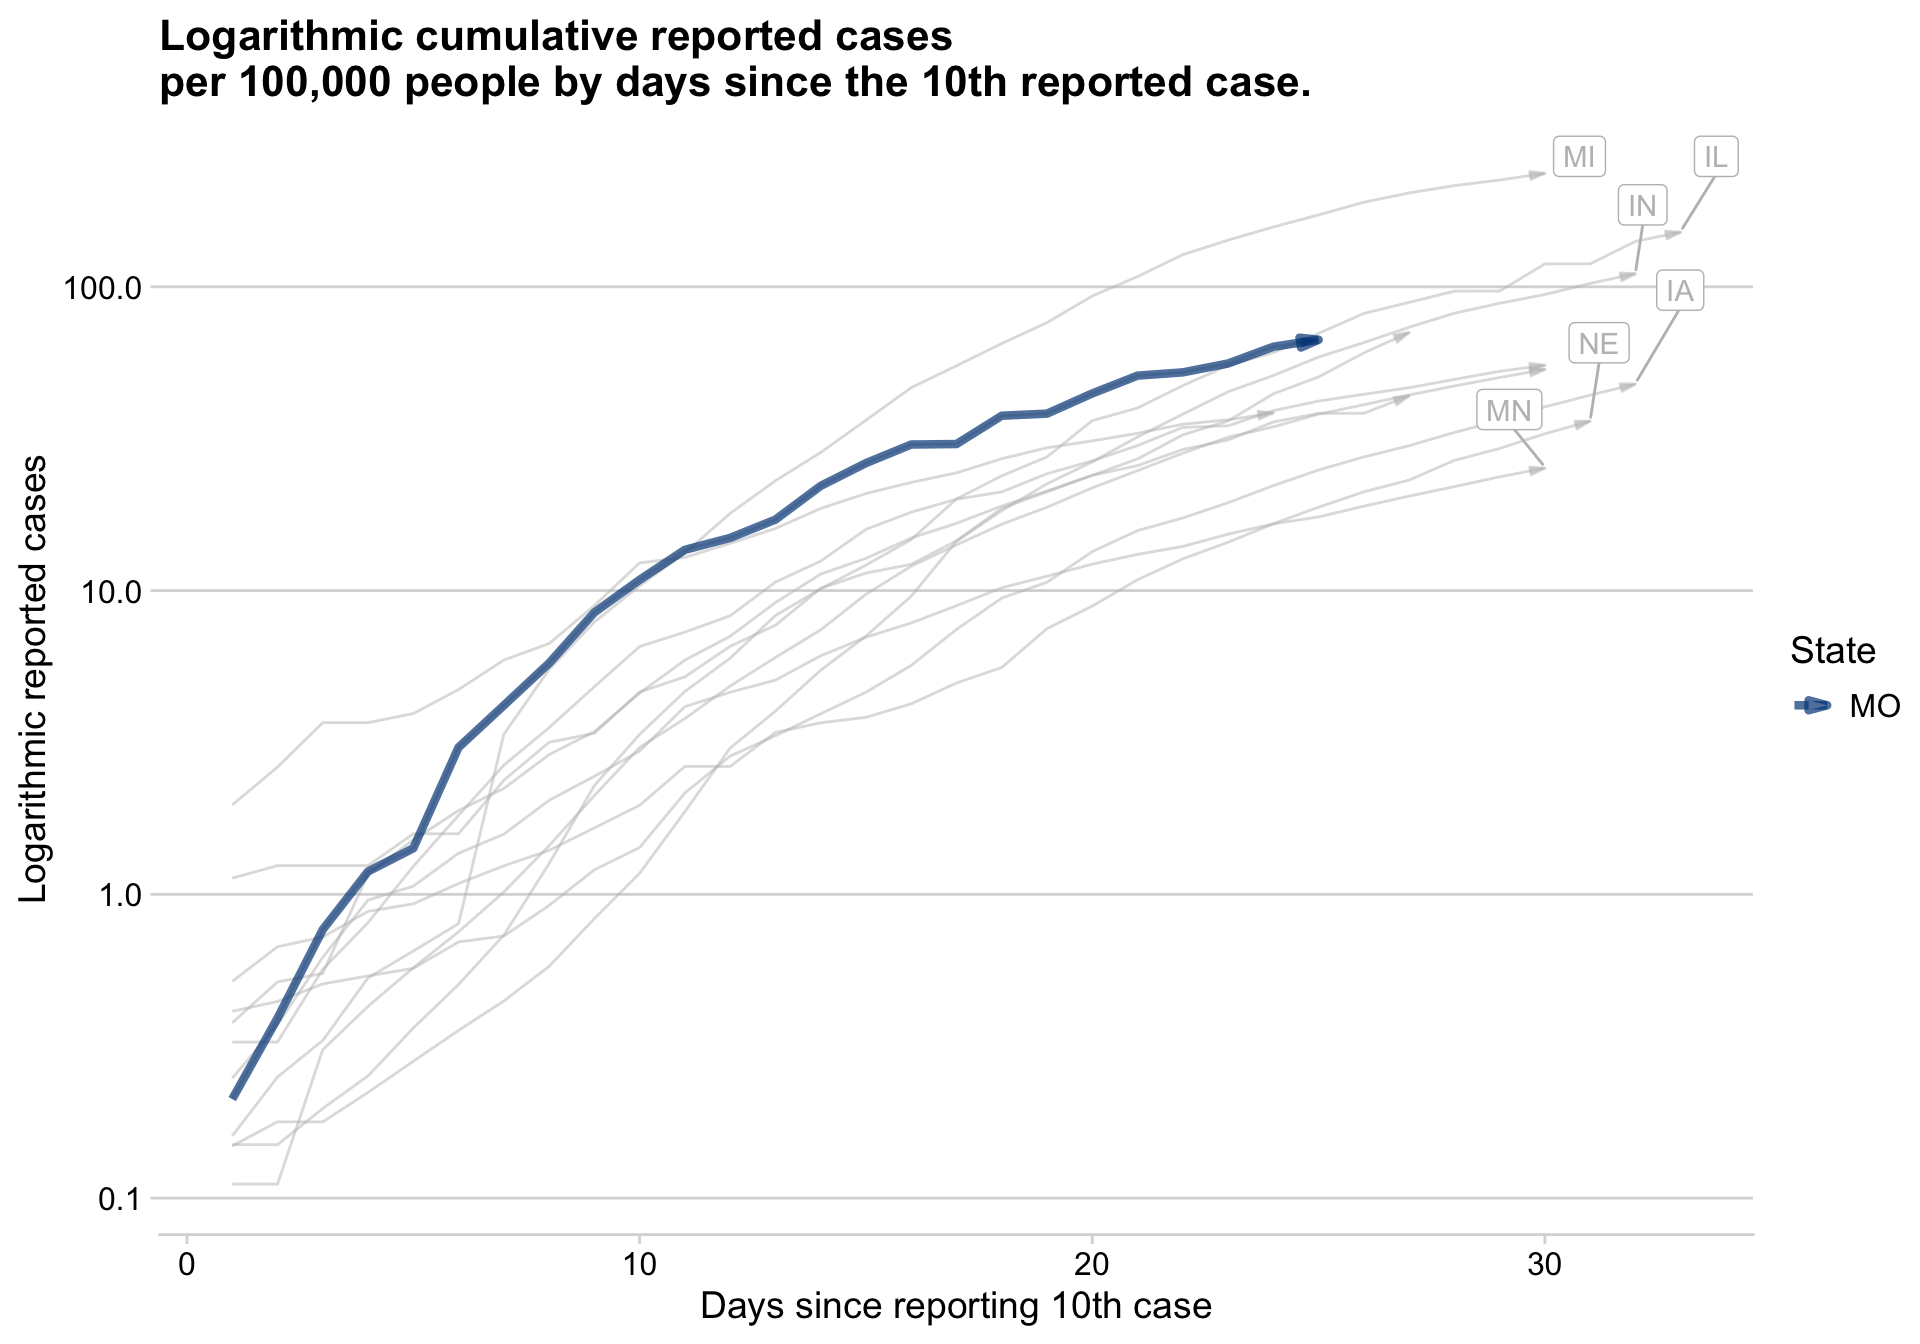 Logarithmic cumulative reported cases
per 100,000 people by days since the 10th reported case.
MI
IL
IN
IA
NE
MN
100.0
10.0
1.0
0.1
Logarithmic reported cases
0
10
20
30
Days since reporting 10th case
State
MO